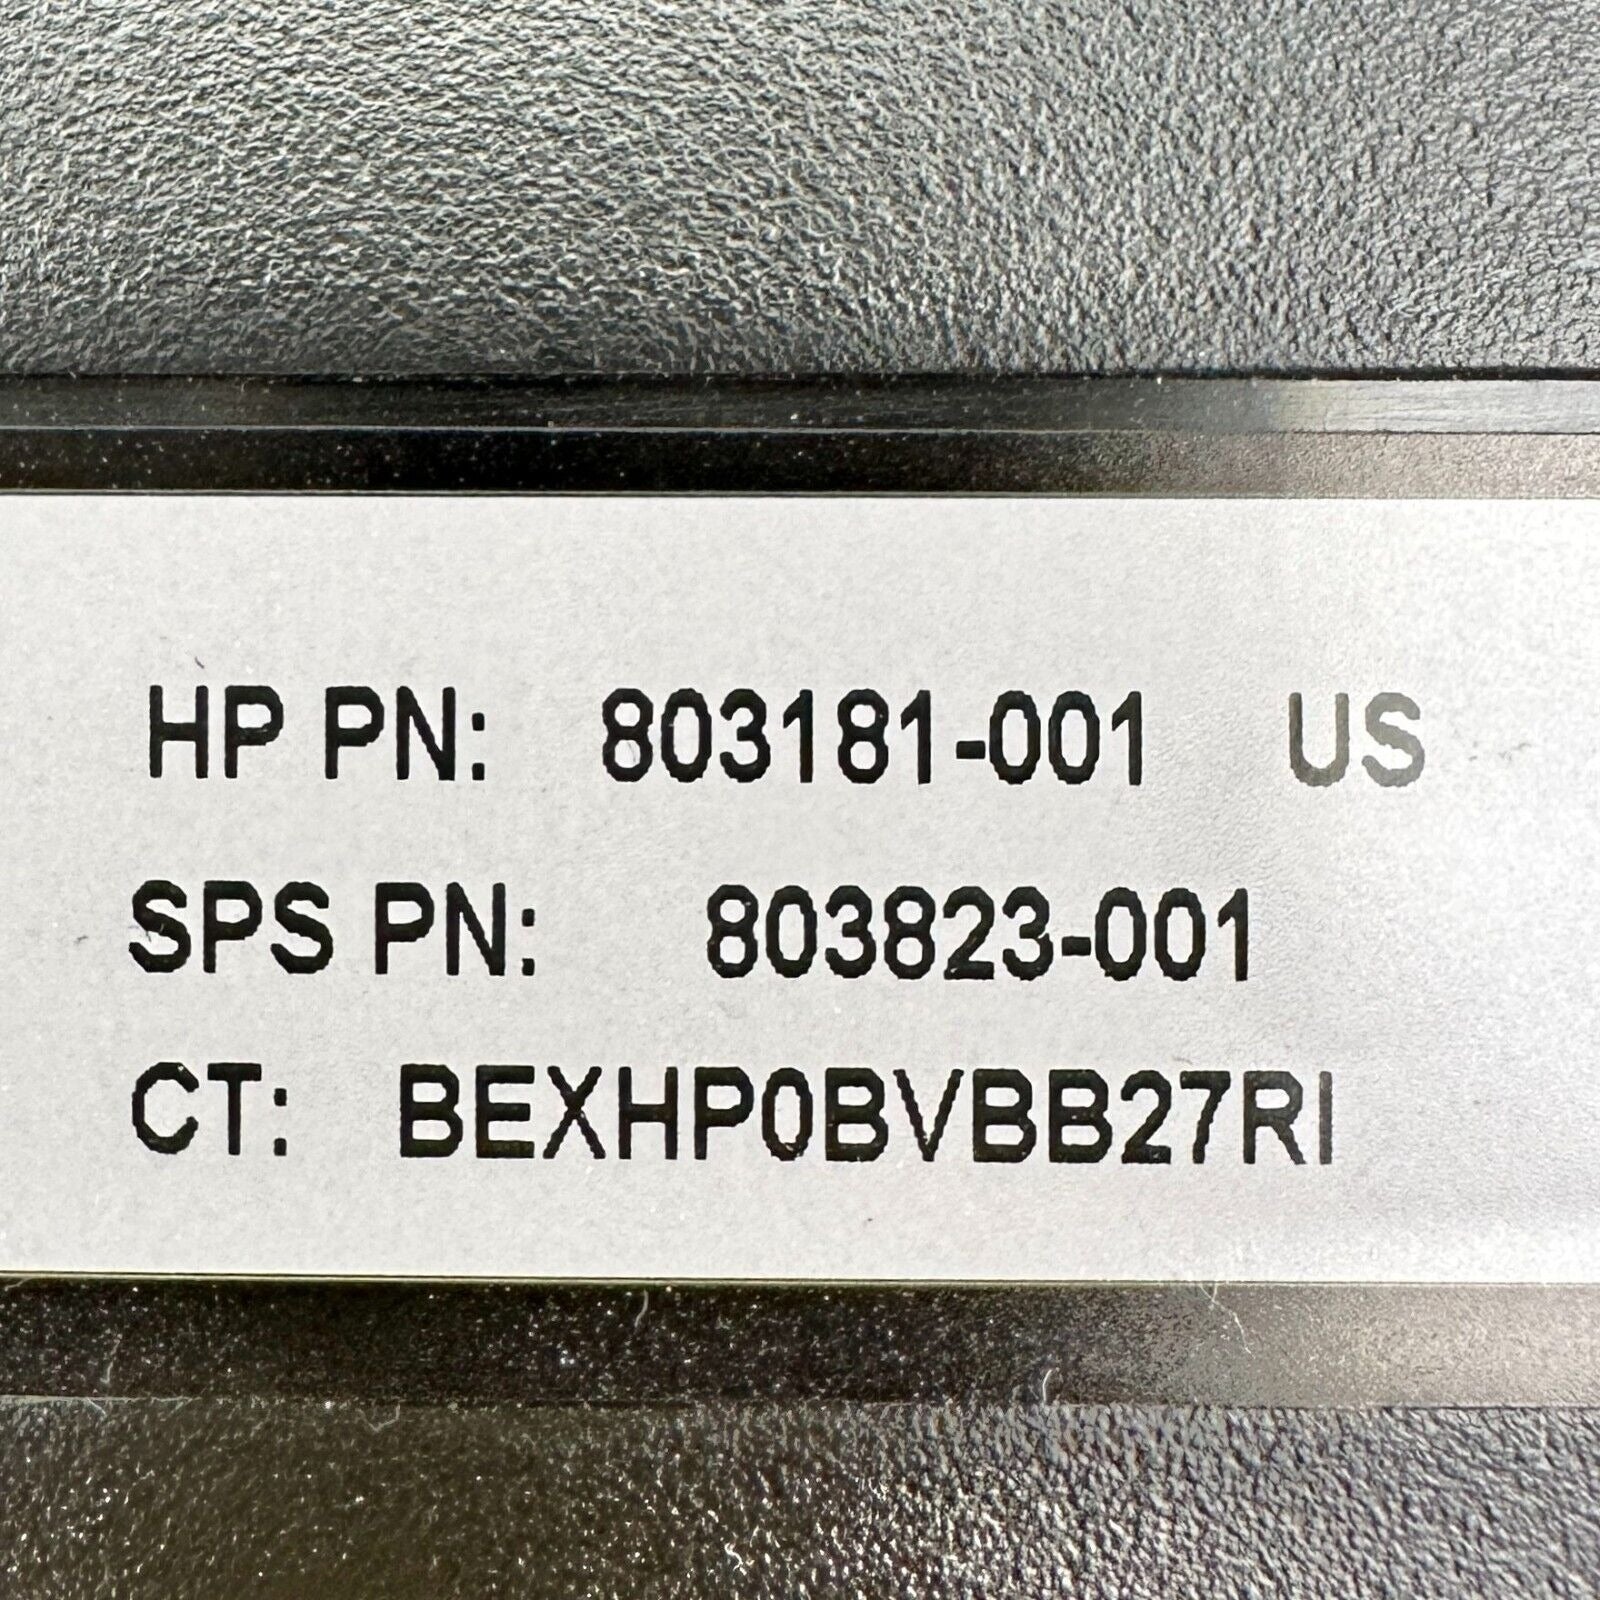 HP PN: 803181-001 US
SPS PN: 803823-001
CT: BEXHP0BVBB27RI